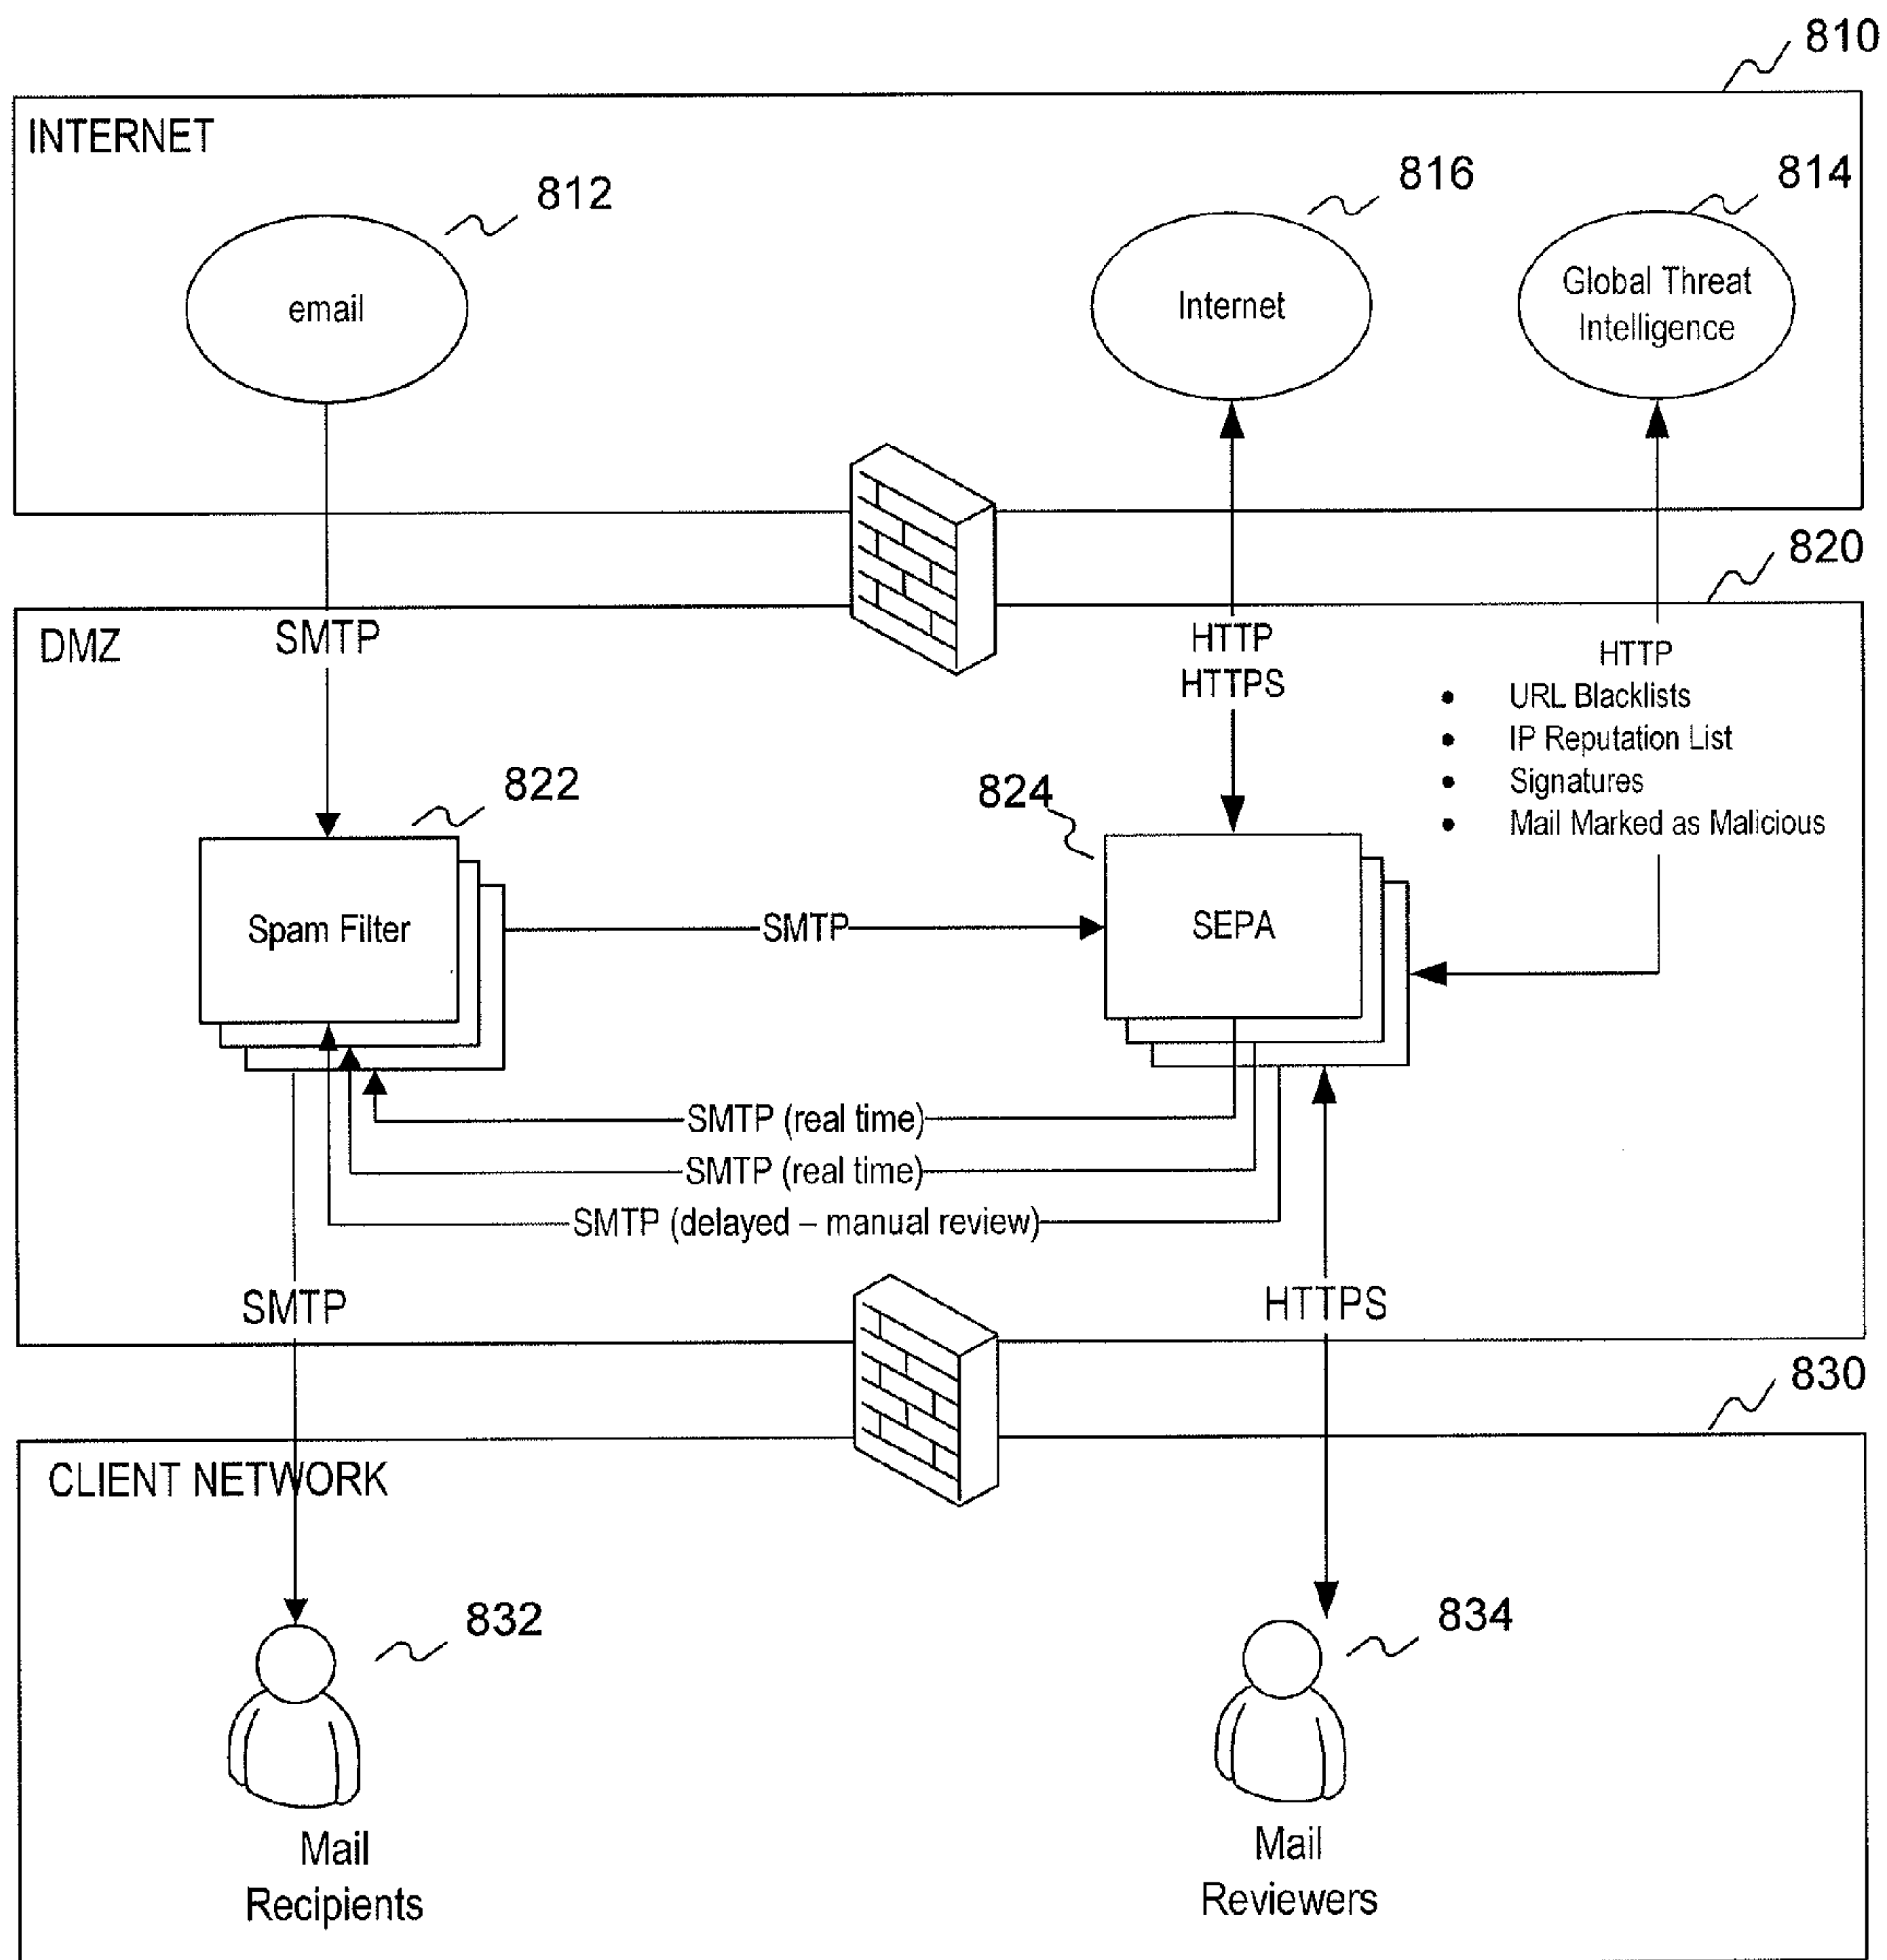 810
INTERNET
812
816
814
email
Internet
Global Threat
Intelligence
820
DMZ
SMTP
HTTP
HTTPS
HTTP
• URL Blacklists
• IP Reputation List
• Signatures
• Mail Marked as Malicious
822
824
Spam Filter
SMTP
SEPA
SMTP (real time)
SMTP (real time)
SMTP (delayed – manual review)
SMTP
HTTPS
830
CLIENT NETWORK
832
834
Mail
Recipients
Mail
Reviewers